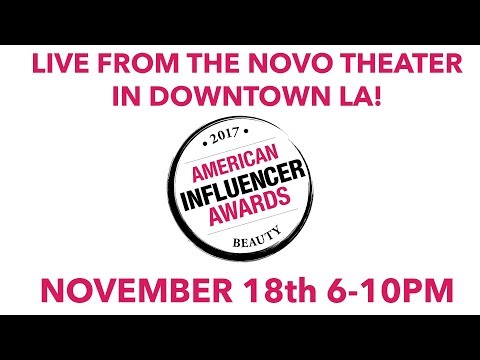 LIVE FROM THE NOVO THEATER
IN DOWNTOWN LA!
• 2017 •
AMERICAN
INFLUENCER
AWARDS
BEAUTY
NOVEMBER 18th 6-10PM